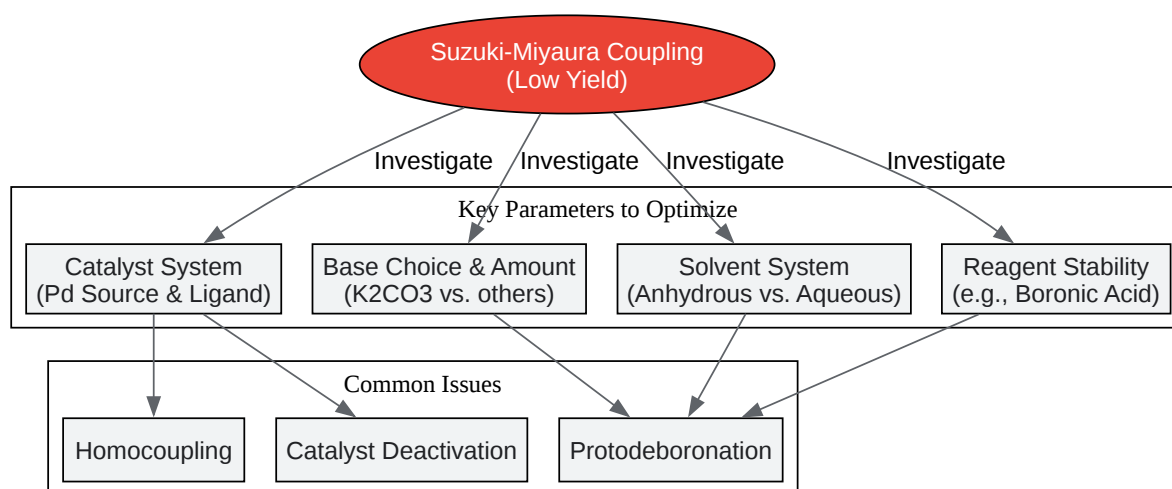 Suzuki-Miyaura Coupling
(Low Yield)
Investigate
Investigate
Investigate
Investigate
Key Parameters to Optimize
Catalyst System
(Pd Source & Ligand)
Base Choice & Amount
(K2CO3 vs. others)
Solvent System
(Anhydrous vs. Aqueous)
Reagent Stability
(e.g., Boronic Acid)
Common Issues
Homocoupling
Catalyst Deactivation
Protodeboronation